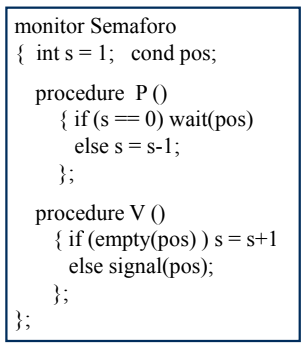 monitor Semaforo
{ int s = 1; cond pos;
procedure P ()
{ if (s == 0) wait(pos)
else s = s-1;
};
procedure V ()
{ if (empty(pos) ) s = s+1
else signal(pos);
};
};